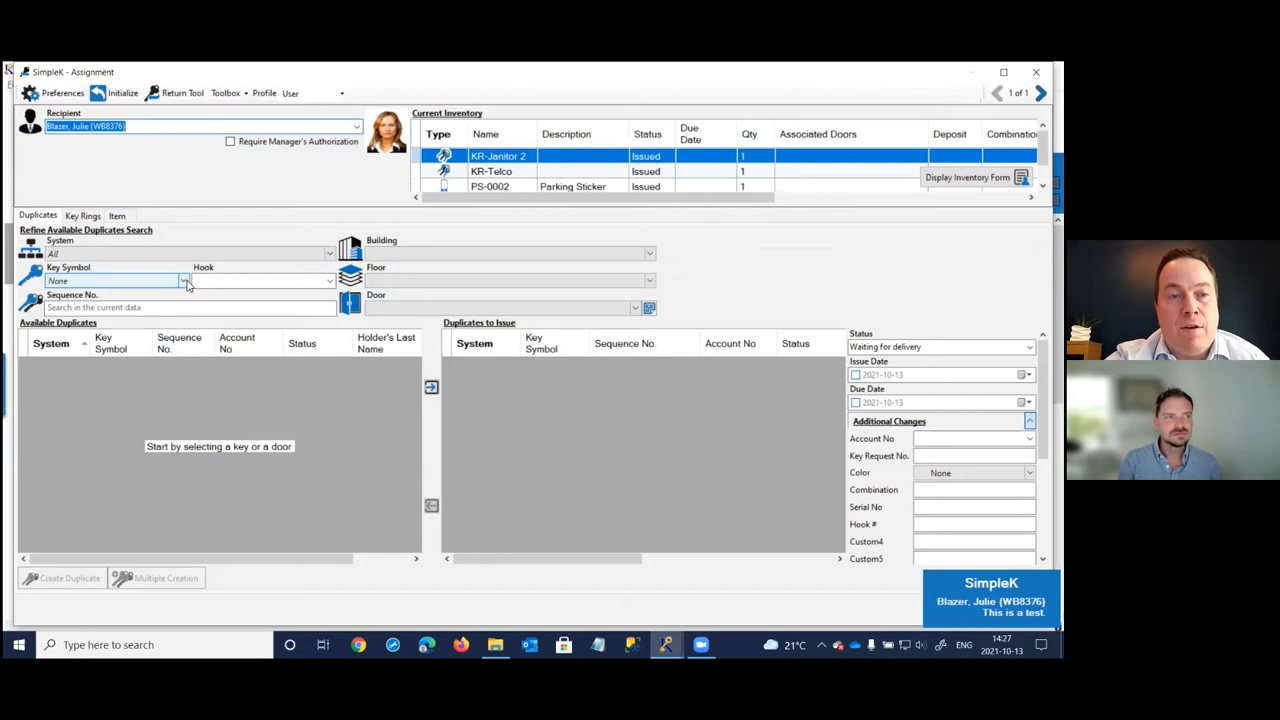 SimpleK - Assignment
Preferences Initialize Return Tool Toolbox Profile User 1 of 1
Recipient
Blazer, Julie {WB8376}
Require Manager's Authorization
Current Inventory
Type Name Description Status Due Date Qty Associated Doors Deposit Combination
KR-Janitor 2 Issued 1
KR-Telco Issued 1
PS-0002 Parking Sticker Issued 1
Display Inventory Form
Duplicates Key Rings Item
Refine Available Duplicates Search
System Building
All
Key Symbol Hook Floor
None
Sequence No. Door
Search in the current data
Available Duplicates Duplicates to Issue
System Key Symbol Sequence No. Account No Status Holder's Last Name
System Key Symbol Sequence No. Account No Status
Start by selecting a key or a door
Status
Waiting for delivery
Issue Date
2021-10-13
Due Date
2021-10-13
Additional Changes
Account No
Key Request No.
Color None
Combination
Serial No
Hook #
Custom4
Custom5
Create Duplicate Multiple Creation
SimpleK
Blazer, Julie {WB8376}
This is a test.
Type here to search
21°C ENG 14:27
2021-10-13